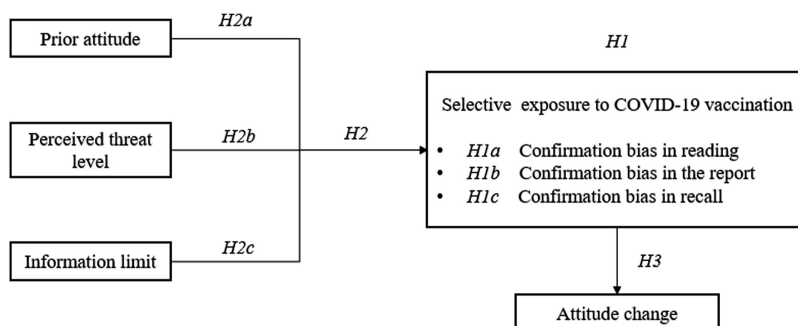 H2a
Prior attitude
H1
Selective exposure to COVID-19 vaccination
Perceived threat
level
H2b
H2
• H1a Confirmation bias in reading
• H1b Confirmation bias in the report
• H1c Confirmation bias in recall
H2c
Information limit
H3
Attitude change